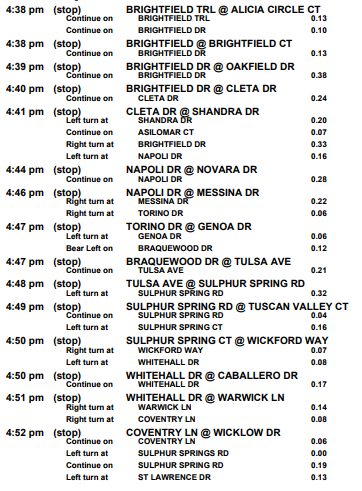 4:38 pm (stop) BRIGHTFIELD TRL @ ALICIA CIRCLE CT
Continue on BRIGHTFIELD TRL 0.13
Continue on BRIGHTFIELD DR 0.10
4:38 pm (stop) BRIGHTFIELD @ BRIGHTFIELD CT
Continue on BRIGHTFIELD DR 0.13
4:39 pm (stop) BRIGHTFIELD DR @ OAKFIELD DR
Continue on BRIGHTFIELD DR 0.38
4:40 pm (stop) BRIGHTFIELD DR @ CLETA DR
Continue on CLETA DR 0.24
4:41 pm (stop) CLETA DR @ SHANDRA DR
Left turn at SHANDRA DR 0.20
Continue on ASILOMAR CT 0.07
Right turn at BRIGHTFIELD DR 0.33
Left turn at NAPOLI DR 0.16
4:44 pm (stop) NAPOLI DR @ NOVARA DR
Continue on NAPOLI DR 0.28
4:46 pm (stop) NAPOLI DR @ MESSINA DR
Right turn at MESSINA DR 0.22
Right turn at TORINO DR 0.06
4:47 pm (stop) TORINO DR @ GENOA DR
Left turn at GENOA DR 0.06
Bear Left on BRAQUEWOOD DR 0.12
4:47 pm (stop) BRAQUEWOOD DR @ TULSA AVE
Continue on TULSA AVE 0.21
4:48 pm (stop) TULSA AVE @ SULPHUR SPRING RD
Left turn at SULPHUR SPRING RD 0.32
4:49 pm (stop) SULPHUR SPRING RD @ TUSCAN VALLEY CT
Continue on SULPHUR SPRING RD 0.04
Left turn at SULPHUR SPRING CT 0.16
4:50 pm (stop) SULPHUR SPRING CT @ WICKFORD WAY
Right turn at WICKFORD WAY 0.07
Left turn at WHITEHALL DR 0.08
4:50 pm (stop) WHITEHALL DR @ CABALLERO DR
Continue on WHITEHALL DR 0.17
4:51 pm (stop) WHITEHALL DR @ WARWICK LN
Right turn at WARWICK LN 0.14
Right turn at COVENTRY LN 0.08
4:52 pm (stop) COVENTRY LN @ WICKLOW DR
Continue on COVENTRY LN 0.06
Left turn at SULPHUR SPRINGS RD 0.00
Continue on SULPHUR SPRING RD 0.19
Left turn at ST LAWRENCE DR 0.13